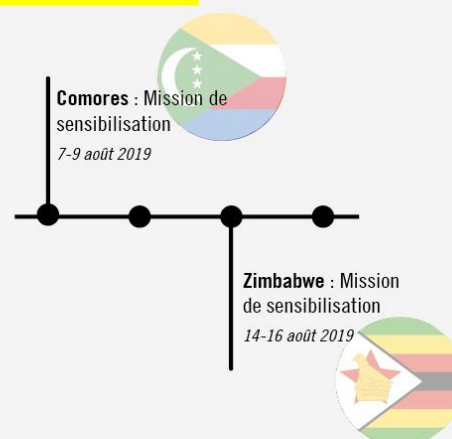 Comores : Mission de
sensibilisation
7-9 août 2019
Zimbabwe : Mission
de sensibilisation
14-16 août 2019